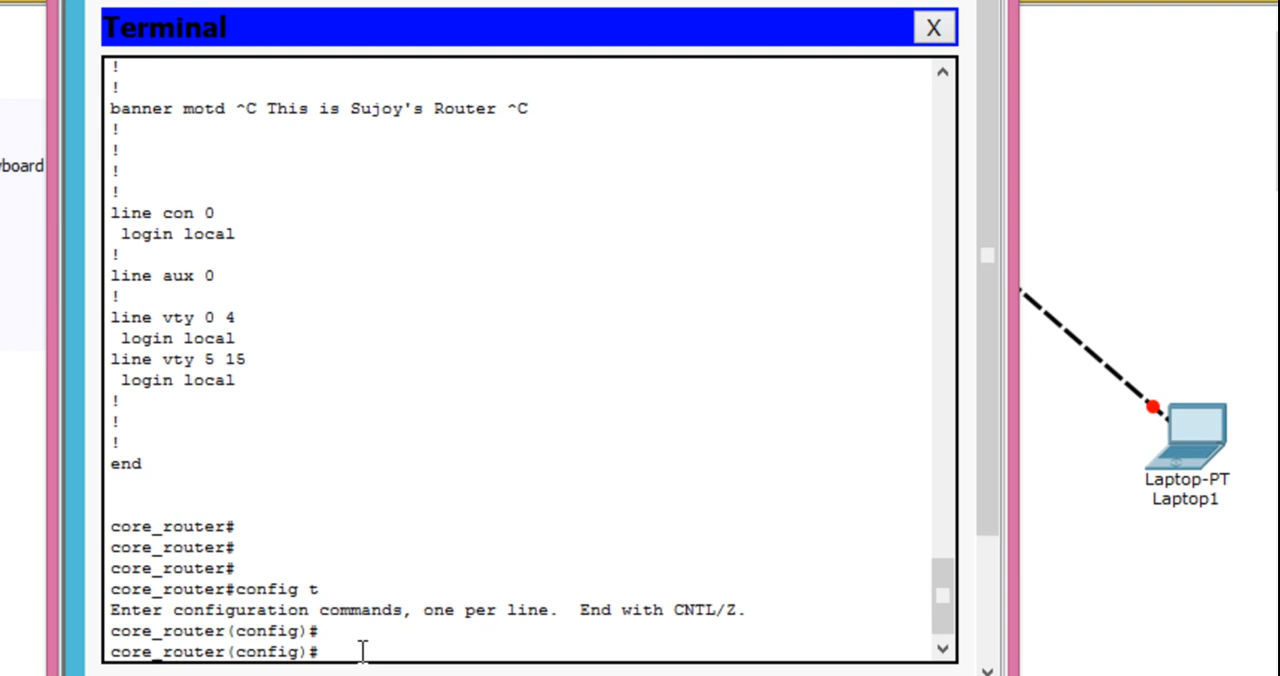 Terminal
X
!
!
banner motd ^C This is Sujoy's Router ^C
!
!
!
!
line con 0
login local
!
line aux 0
!
line vty 0 4
login local
line vty 5 15
login local
!
!
!
end
core_router#
core_router#
core_router#
core_router#config t
Enter configuration commands, one per line.  End with CNTL/Z.
core_router(config)#
core_router(config)#
Laptop-PT
Laptop1